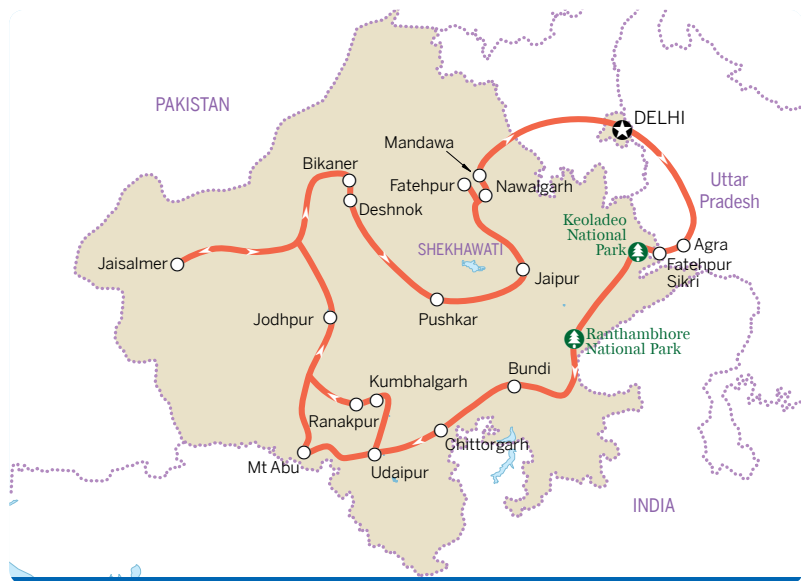 PAKISTAN
DELHI
Mandawa
Bikaner
Fatehpur
Nawalgarh
Uttar
Pradesh
Deshnok
Keoladeo
National
Park
SHEKHAWATI
Agra
Fatehpur
Sikri
Jaisalmer
Jaipur
Jodhpur
Pushkar
Ranthambhore
National Park
Bundi
Kumbhalgarh
Ranakpur
Chittorgarh
Mt Abu
Udaipur
INDIA